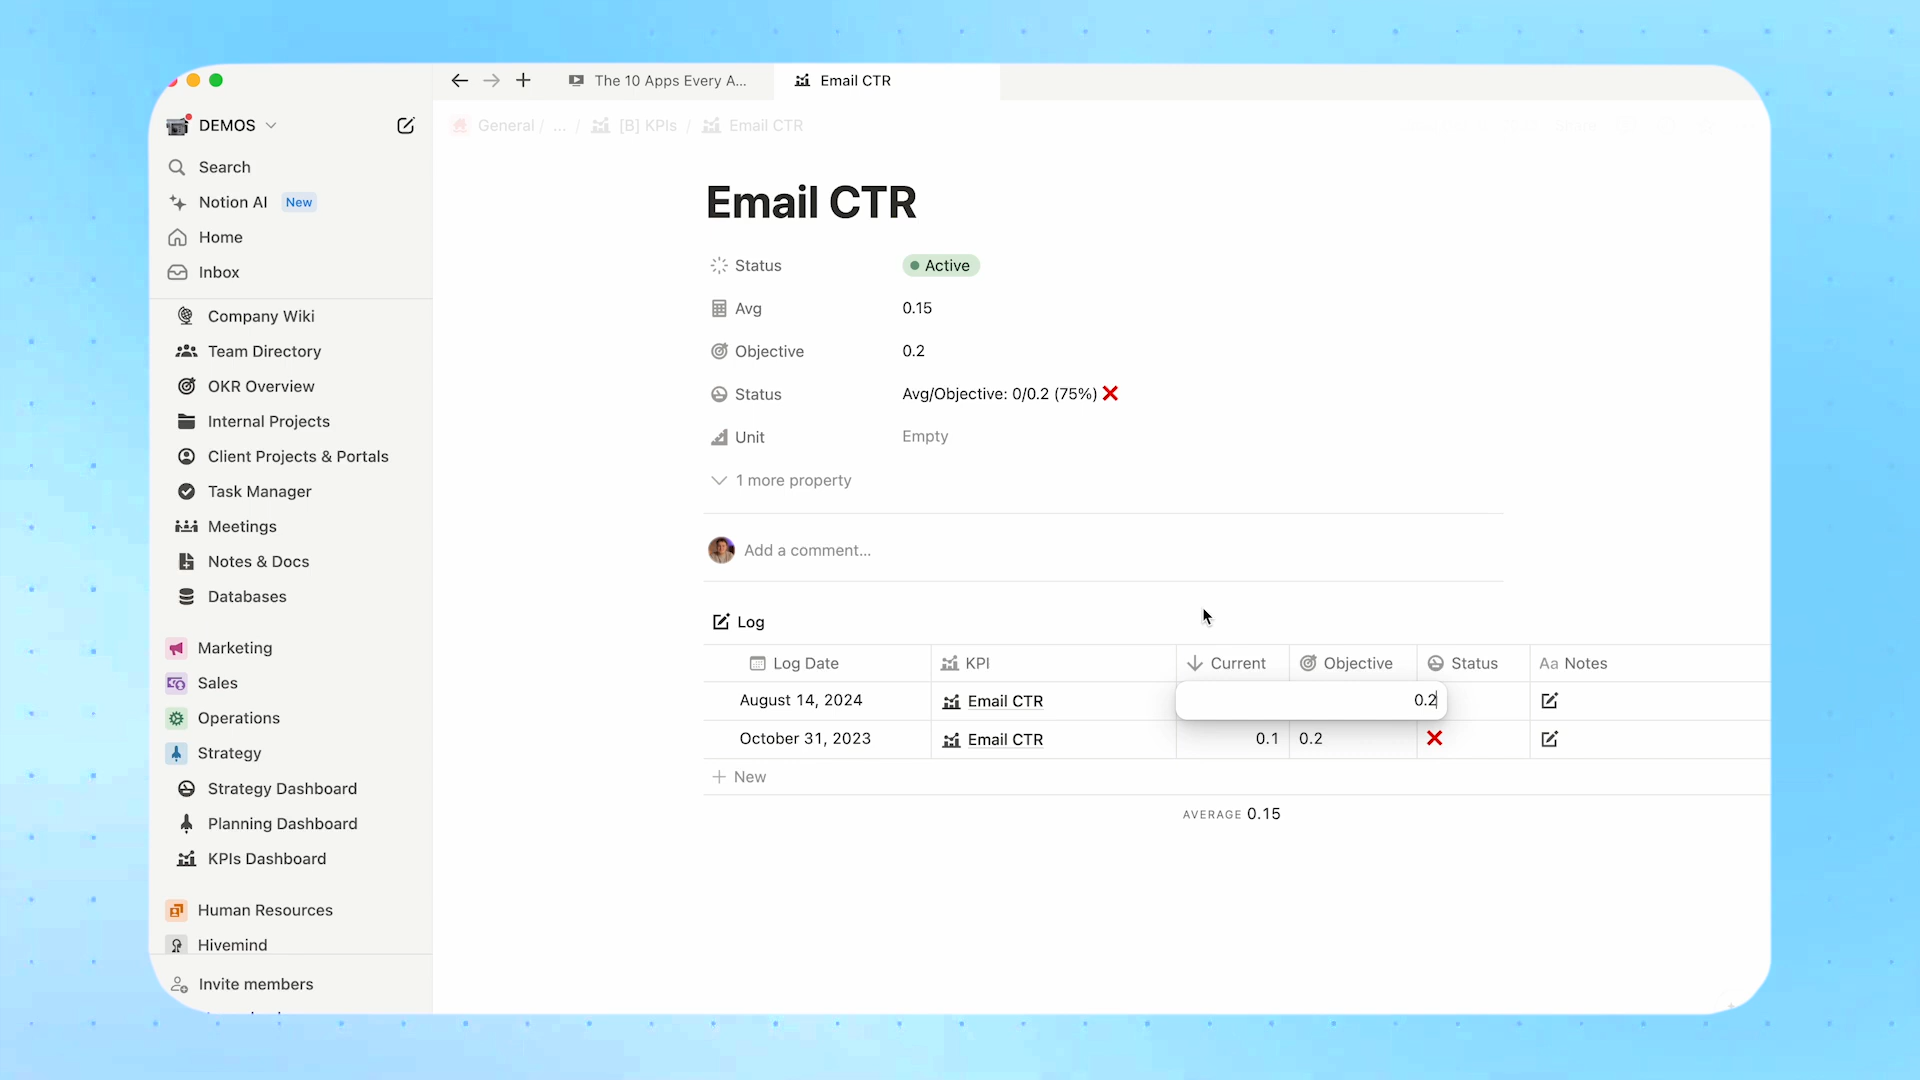 The 10 Apps Every A...
Email CTR
DEMOS
General / ... / [B] KPIs / Email CTR
Search
Notion AI New
Home
Inbox
Company Wiki
Team Directory
OKR Overview
Internal Projects
Client Projects & Portals
Task Manager
Meetings
Notes & Docs
Databases
Marketing
Sales
Operations
Strategy
Strategy Dashboard
Planning Dashboard
KPIs Dashboard
Human Resources
Hivemind
Invite members
Email CTR
Status Active
Avg 0.15
Objective 0.2
Status Avg/Objective: 0/0.2 (75%) ❌
Unit Empty
1 more property
Add a comment...
Log
Log Date KPI Current Objective Status Aa Notes
August 14, 2024 Email CTR 0.2
October 31, 2023 Email CTR 0.1 0.2 ❌
+ New
AVERAGE 0.15